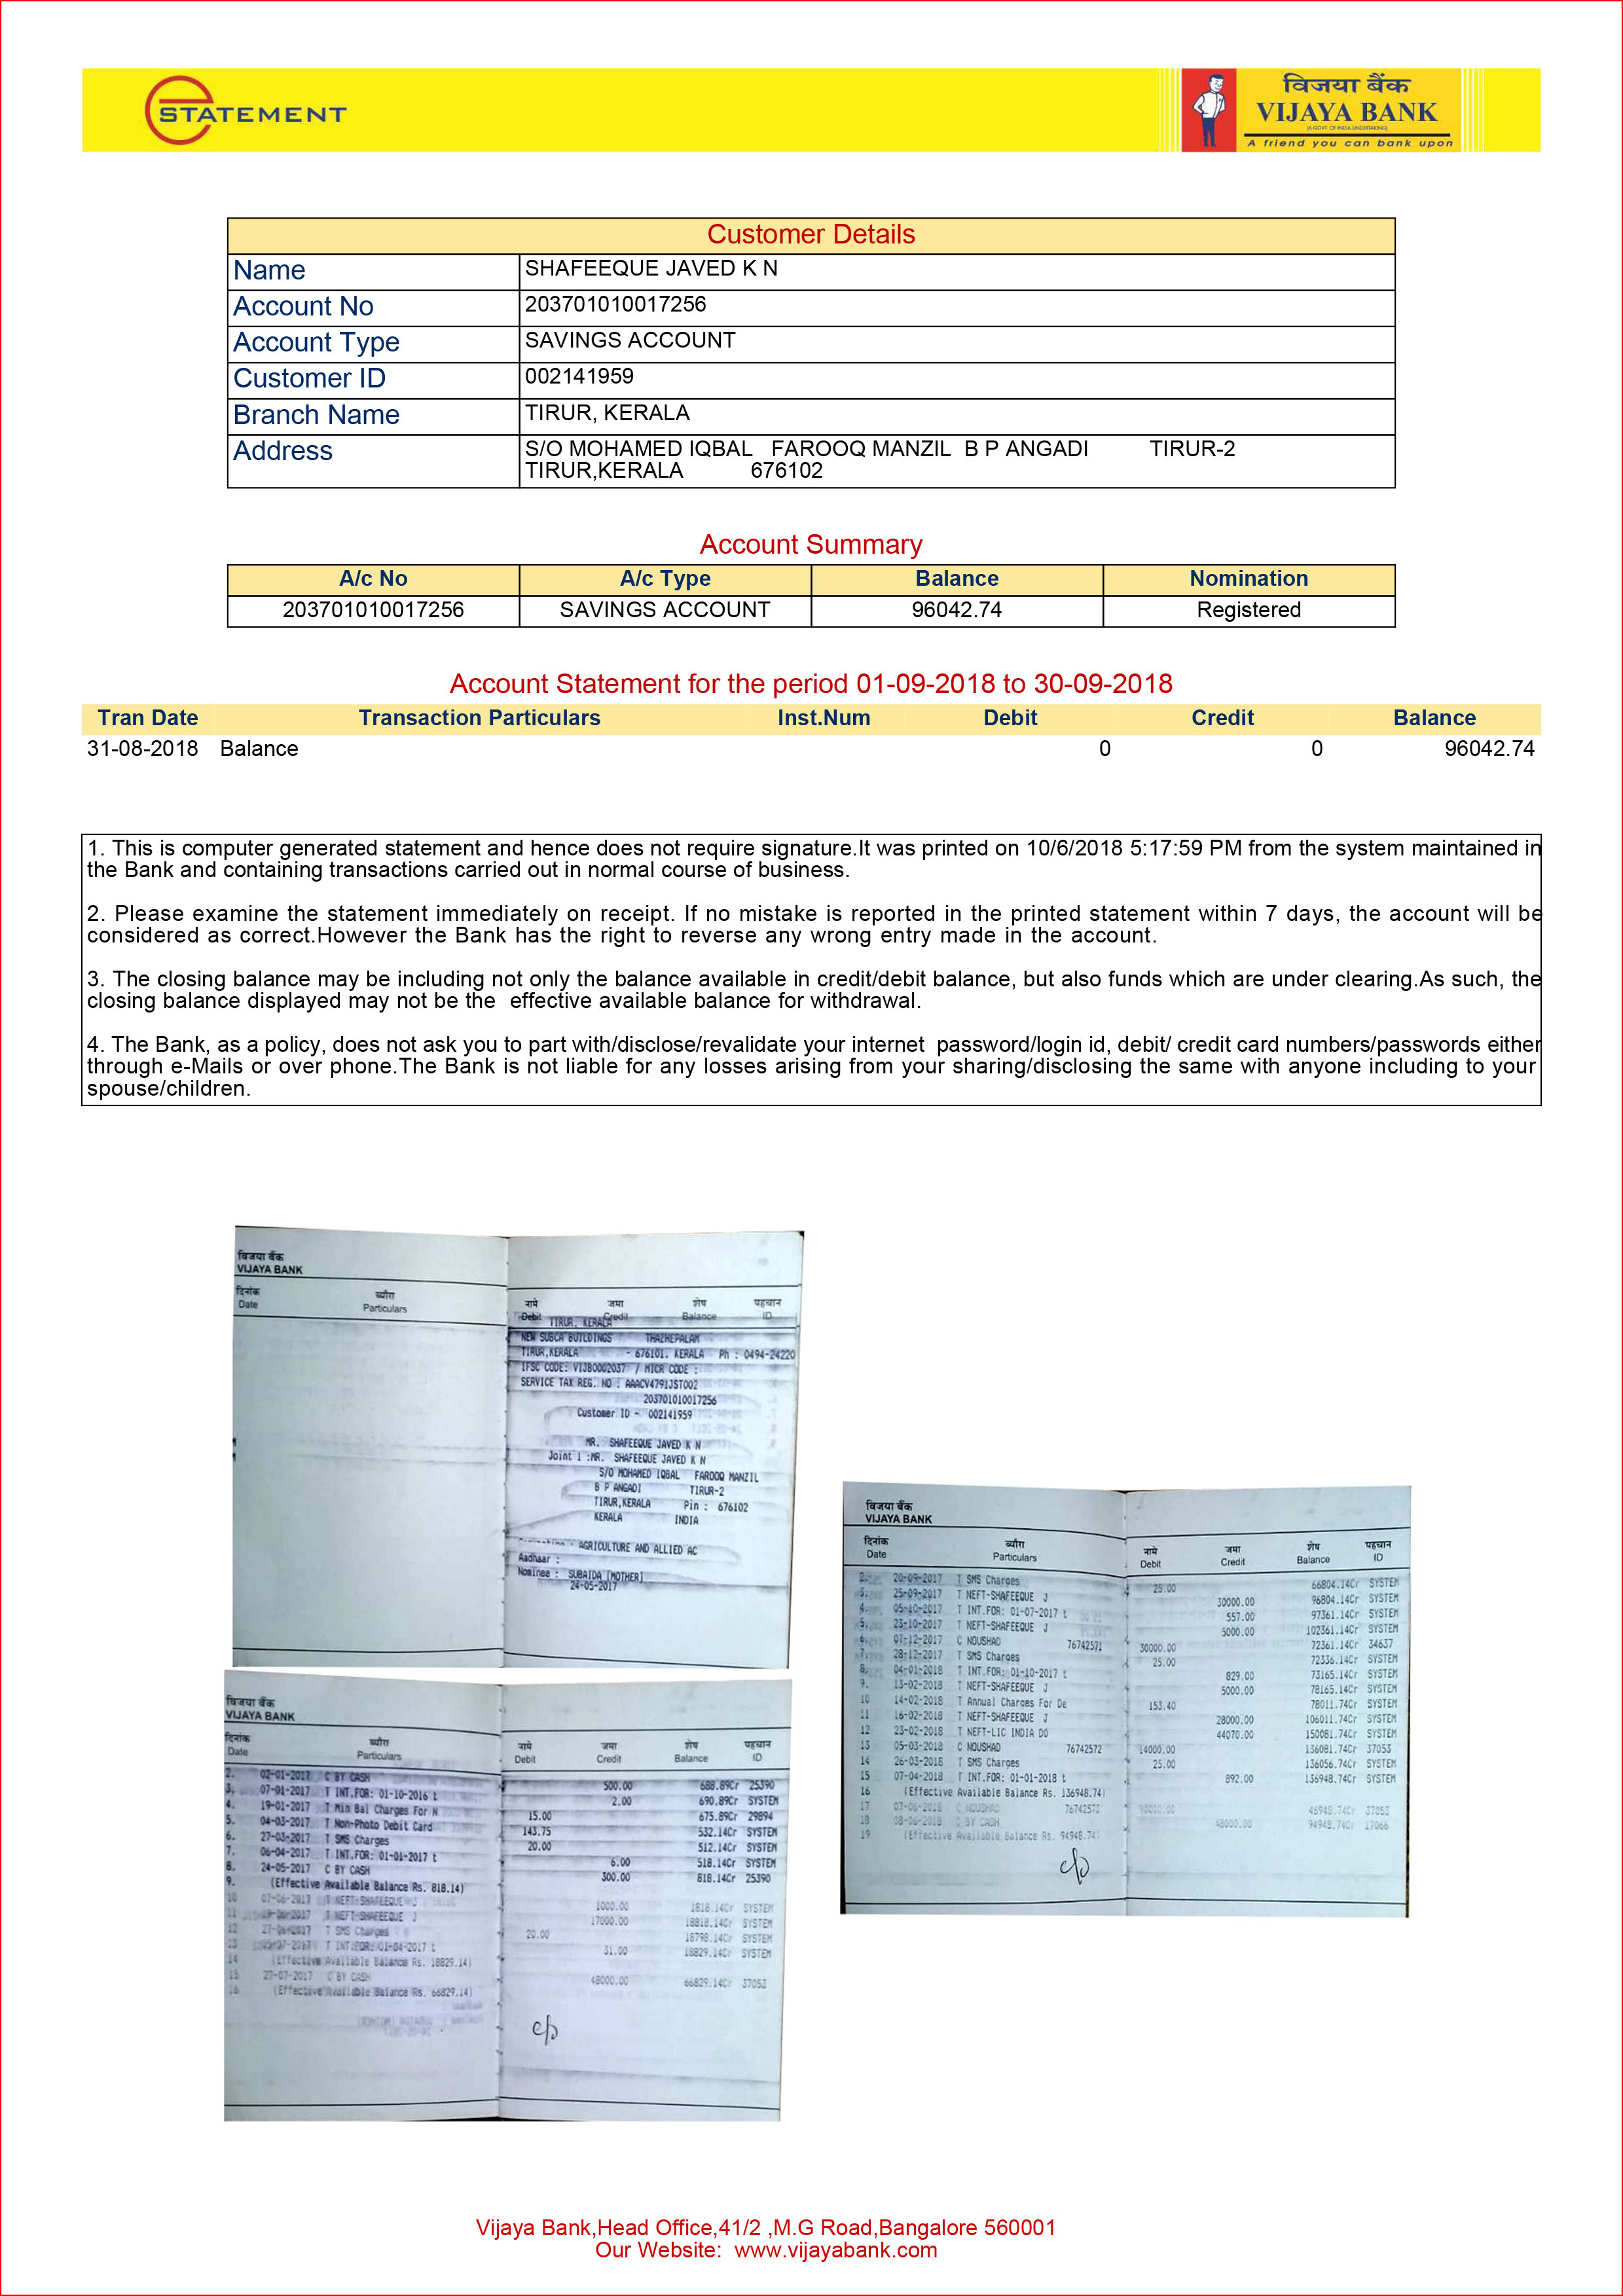 STATEMENT
विजया बैंक
VIJAYA BANK
(A GOVT OF INDIA UNDERTAKING)
A friend you can bank upon
Customer Details
Name SHAFEEQUE JAVED K N
Account No 203701010017256
Account Type SAVINGS ACCOUNT
Customer ID 002141959
Branch Name TIRUR, KERALA
Address S/O MOHAMED IQBAL FAROOQ MANZIL B P ANGADI TIRUR-2
TIRUR,KERALA 676102
Account Summary
A/c No A/c Type Balance Nomination
203701010017256 SAVINGS ACCOUNT 96042.74 Registered
Account Statement for the period 01-09-2018 to 30-09-2018
Tran Date Transaction Particulars Inst.Num Debit Credit Balance
31-08-2018 Balance 0 0 96042.74
1. This is computer generated statement and hence does not require signature.It was printed on 10/6/2018 5:17:59 PM from the system maintained in
the Bank and containing transactions carried out in normal course of business.
2. Please examine the statement immediately on receipt. If no mistake is reported in the printed statement within 7 days, the account will be
considered as correct.However the Bank has the right to reverse any wrong entry made in the account.
3. The closing balance may be including not only the balance available in credit/debit balance, but also funds which are under clearing.As such, the
closing balance displayed may not be the effective available balance for withdrawal.
4. The Bank, as a policy, does not ask you to part with/disclose/revalidate your internet password/login id, debit/ credit card numbers/passwords either
through e-Mails or over phone.The Bank is not liable for any losses arising from your sharing/disclosing the same with anyone including to your
spouse/children.
विजया बैंक
VIJAYA BANK
दिनांक ब्यौरा नामे जमा शेष पहचान
Date Particulars Debit Credit Balance ID
TIRUR, KERALA
NEW SUBCA BUILDINGS THAZHEPALAM
TIRUR,KERALA - 676101. KERALA Ph : 0494-24220
IFSC CODE: VIJB0002037 / MICR CODE :
SERVICE TAX REG. NO : AAACV4791JST002
203701010017256
Customer ID - 002141959
MR. SHAFEEQUE JAVED K N
Joint 1 :MR. SHAFEEQUE JAVED K N
S/O MOHAMED IQBAL FAROOQ MANZIL
B P ANGADI TIRUR-2
TIRUR,KERALA Pin : 676102
KERALA INDIA
: AGRICULTURE AND ALLIED AC
Aadhaar :
Nominee : SUBAIDA [MOTHER]
24-05-2017
विजया बैंक
VIJAYA BANK
दिनांक ब्यौरा नामे जमा शेष पहचान
Date Particulars Debit Credit Balance ID
2. 02-01-2017 C BY CASH 500.00 688.89Cr 25390
3. 07-01-2017 T INT.FOR: 01-10-2016 t 2.00 690.89Cr SYSTEM
4. 19-01-2017 T Min Bal Charges For N 15.00 675.89Cr 29894
5. 04-03-2017 T Non-Photo Debit Card 143.75 532.14Cr SYSTEM
6. 27-03-2017 T SMS Charges 20.00 512.14Cr SYSTEM
7. 06-04-2017 T INT.FOR: 01-01-2017 t 6.00 518.14Cr SYSTEM
8. 24-05-2017 C BY CASH 300.00 818.14Cr 25390
9. (Effective Available Balance Rs. 818.14)
10 07-06-2017 T NEFT-SHAFEEQUE J 1000.00 1818.14Cr SYSTEM
11 T NEFT-SHAFEEQUE J 17000.00 18818.14Cr SYSTEM
12 27-06-2017 T SMS Charges 20.00 18798.14Cr SYSTEM
13 T INT.FOR: 01-04-2017 t 31.00 18829.14Cr SYSTEM
14 (Effective Available Balance Rs. 18829.14)
15 27-07-2017 C BY CASH 48000.00 66829.14Cr 37053
16 (Effective Available Balance Rs. 66829.14)
विजया बैंक
VIJAYA BANK
दिनांक ब्यौरा नामे जमा शेष पहचान
Date Particulars Debit Credit Balance ID
2. 20-09-2017 T SMS Charges 25.00 66804.14Cr SYSTEM
3. 25-09-2017 T NEFT-SHAFEEQUE J 30000.00 96804.14Cr SYSTEM
4. 05-10-2017 T INT.FOR: 01-07-2017 t 557.00 97361.14Cr SYSTEM
5. 23-10-2017 T NEFT-SHAFEEQUE J 5000.00 102361.14Cr SYSTEM
6. 07-12-2017 C NOUSHAD 76742571 30000.00 72361.14Cr 34637
7. 28-12-2017 T SMS Charges 25.00 72336.14Cr SYSTEM
8. 04-01-2018 T INT.FOR: 01-10-2017 t 829.00 73165.14Cr SYSTEM
9. 13-02-2018 T NEFT-SHAFEEQUE J 5000.00 78165.14Cr SYSTEM
10 14-02-2018 T Annual Charges For De 153.40 78011.74Cr SYSTEM
11 16-02-2018 T NEFT-SHAFEEQUE J 28000.00 106011.74Cr SYSTEM
12 23-02-2018 T NEFT-LIC INDIA DO 44070.00 150081.74Cr SYSTEM
13 05-03-2018 C NOUSHAD 76742572 14000.00 136081.74Cr 37053
14 26-03-2018 T SMS Charges 25.00 136056.74Cr SYSTEM
15 07-04-2018 T INT.FOR: 01-01-2018 t 892.00 136948.74Cr SYSTEM
16 (Effective Available Balance Rs. 136948.74)
17 07-06-2018 C NOUSHAD 76742573 90000.00 46948.74Cr 37053
18 08-06-2018 C BY CASH 48000.00 94948.74Cr 17066
19 (Effective Available Balance Rs. 94948.74)
Vijaya Bank,Head Office,41/2 ,M.G Road,Bangalore 560001
Our Website: www.vijayabank.com